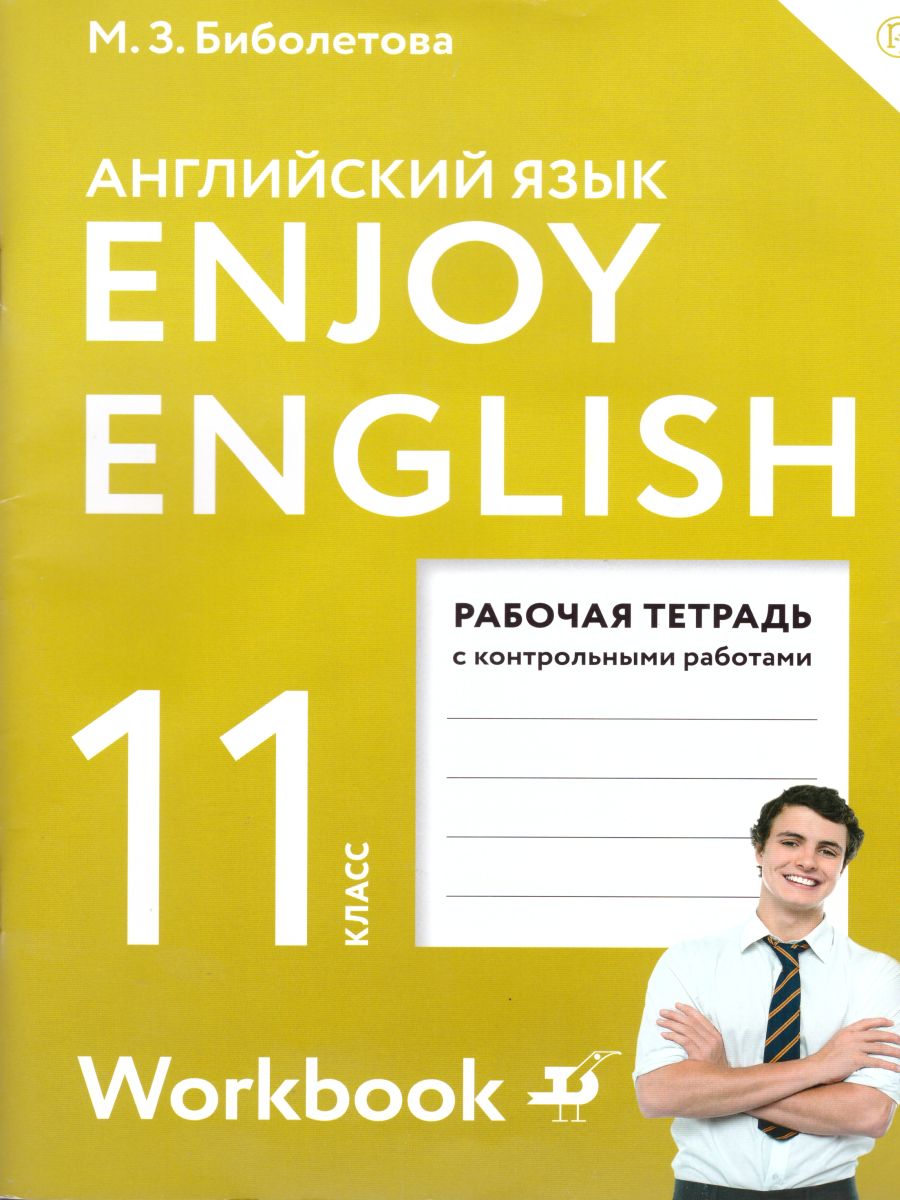 М. З. Биболетова
АНГЛИЙСКИЙ ЯЗЫК
ENJOY
ENGLISH
РАБОЧАЯ ТЕТРАДЬ
с контрольными работами
11
КЛАСС
Workbook